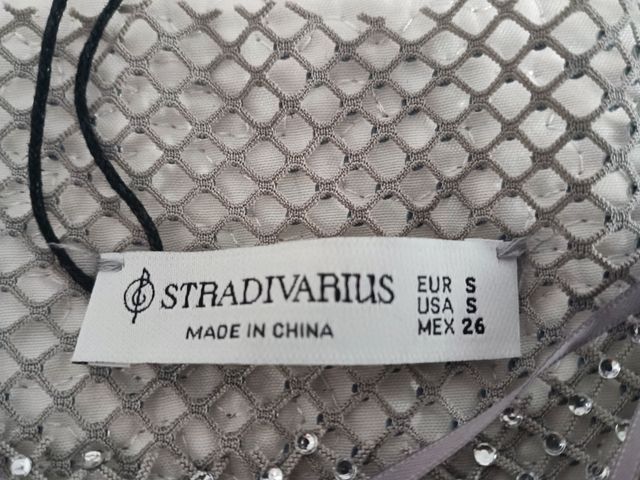 STRADIVARIUS
MADE IN CHINA
EUR S
USA S
MEX 26